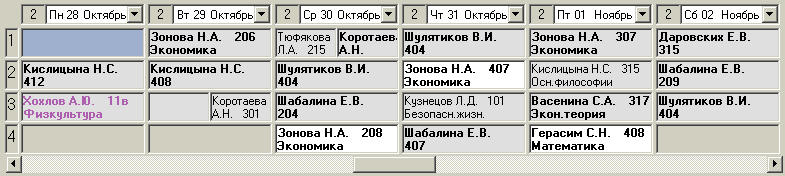 2 Пн 28 Октябрь 2 Вт 29 Октябрь 2 Ср 30 Октябрь 2 Чт 31 Октябрь 2 Пт 01 Ноябрь 2 Сб 02 Ноябрь
1 Зонова Н.А. 206 Тюфякова Коротаева Шулятиков В.И. Зонова Н.А. 307 Даровских Е.В.
Экономика Л.А. 215 А.Н. 404 Экономика 315
2 Кислицына Н.С. Кислицына Н.С. Шулятиков В.И. Зонова Н.А. 407 Кислицына Н.С. 315 Шабалина Е.В.
412 408 404 Экономика Осн.философии 209
3 Хохлов А.Ю. 11в Коротаева Шабалина Е.В. Кузнецов Л.Д. 101 Васенина С.А. 317 Шулятиков В.И.
Физкультура А.Н. 301 204 Безопасн.жизн. Экон.теория 404
4 Зонова Н.А. 208 Шабалина Е.В. Герасим С.Н. 408
Экономика 407 Математика